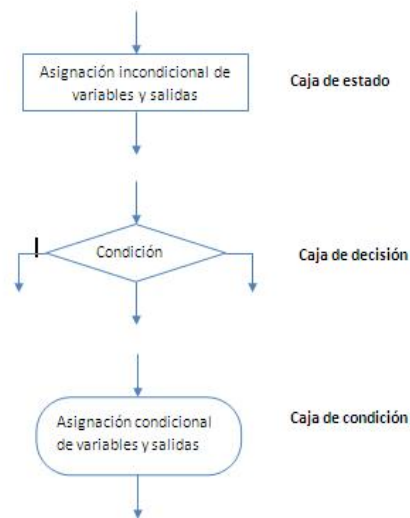 Asignación incondicional de
variables y salidas
Caja de estado
Condición
Caja de decisión
Asignación condicional
de variables y salidas
Caja de condición